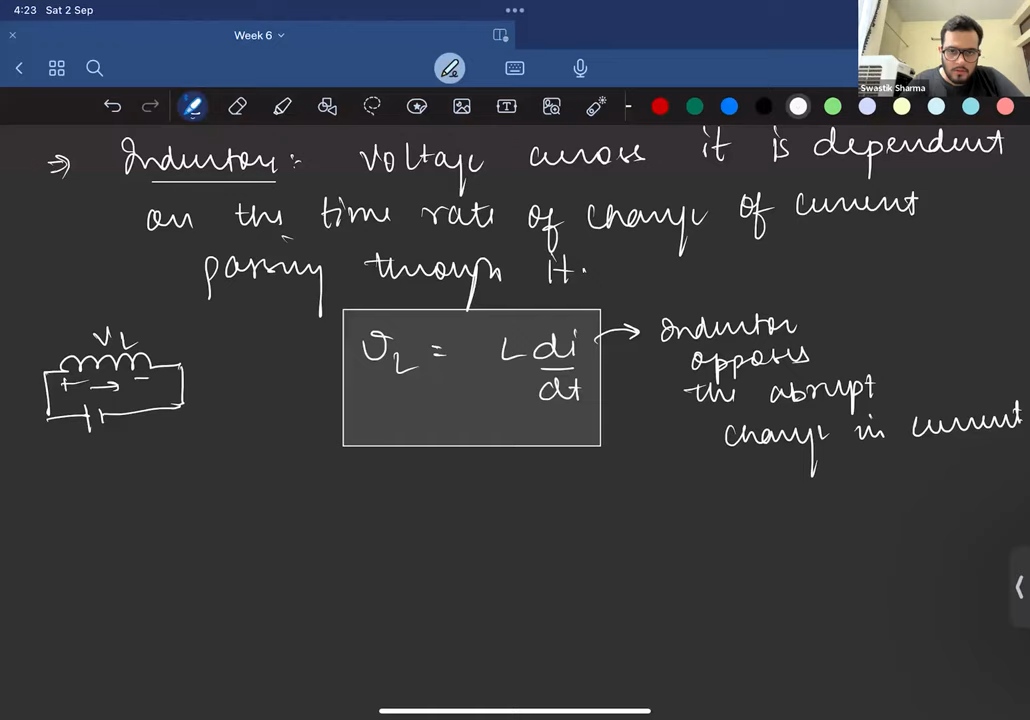 4:23 Sat 2 Sep
Week 6
Swastik Sharma
⇒ Inductor:- Voltage across it is dependent
on the time rate of change of current
passing through it.
VL
+ → -
VL = L di/dt
Inductor
opposes
the abrupt
change in current